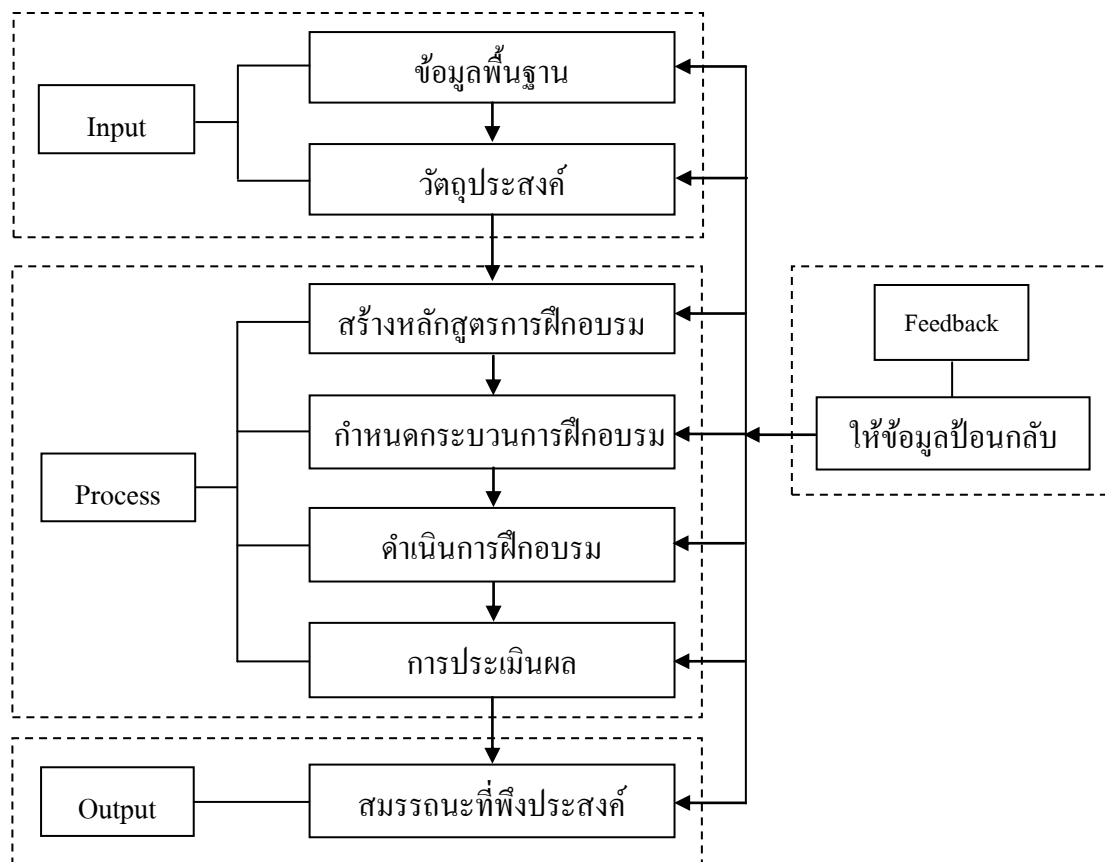 ข้อมูลพื้นฐาน
Input
วัตถุประสงค์
สร้างหลักสูตรการฝึกอบรม
Feedback
กำหนดกระบวนการฝึกอบรม
ให้ข้อมูลป้อนกลับ
Process
ดำเนินการฝึกอบรม
การประเมินผล
Output
สมรรถนะที่พึงประสงค์